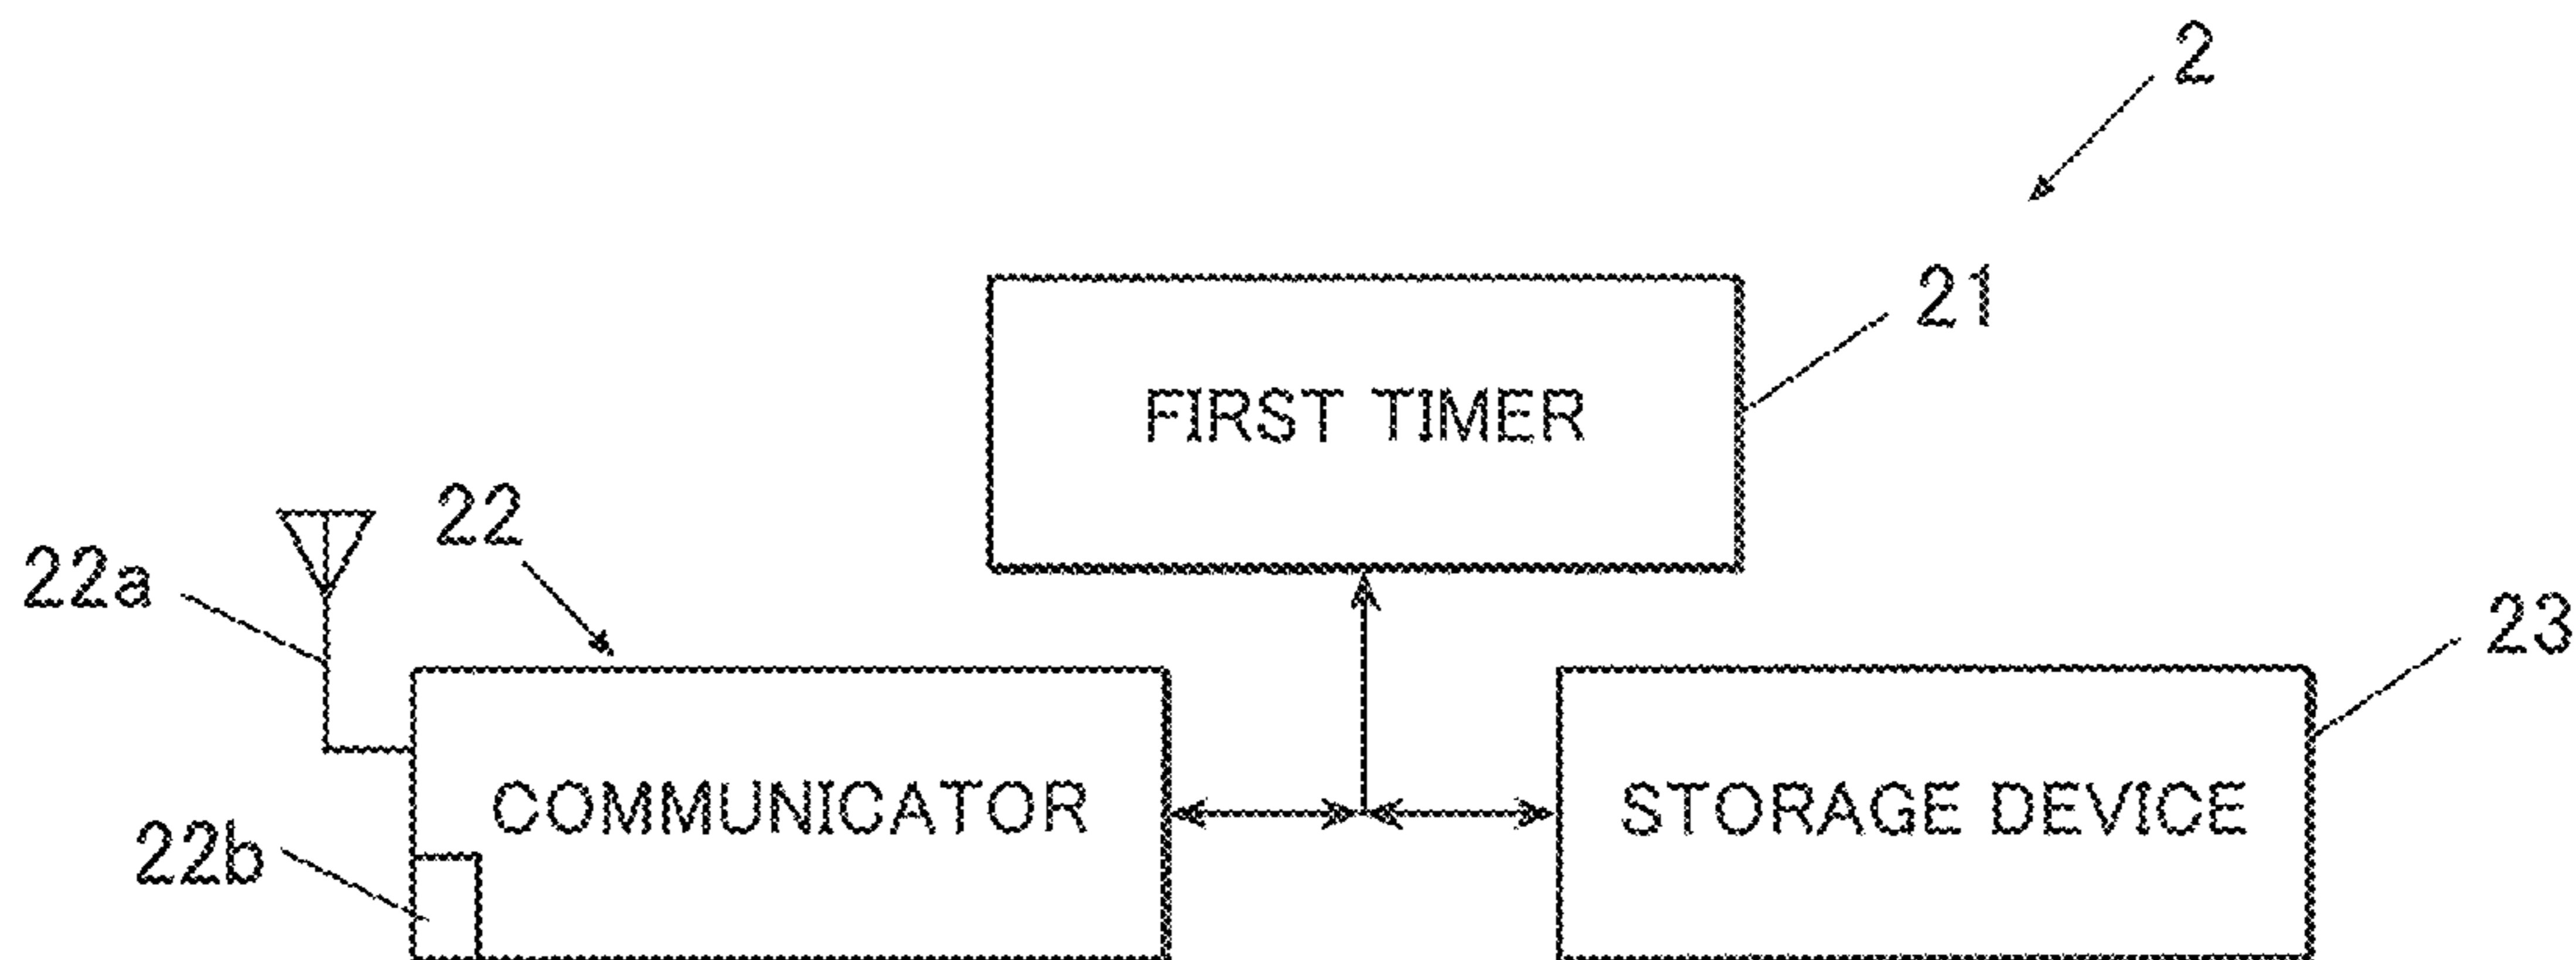 2
21
FIRST TIMER
22
22a
23
COMMUNICATOR
STORAGE DEVICE
22b